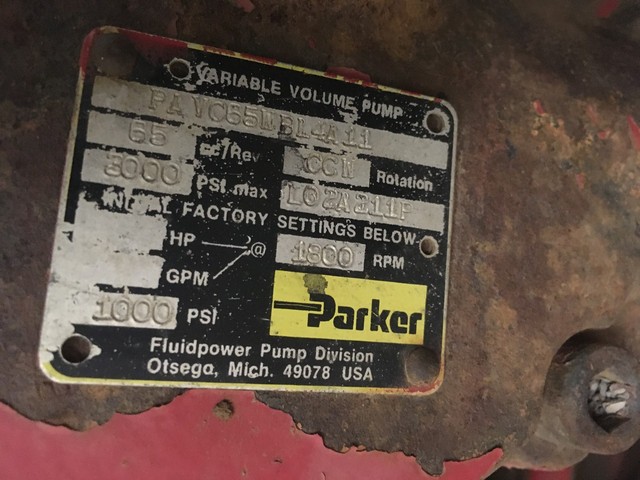 VARIABLE VOLUME PUMP
65 cc/Rev CCW Rotation
3000 PSI max
INITIAL FACTORY SETTINGS BELOW
HP @ 1800 RPM
GPM
1000 PSI
Parker
Fluidpower Pump Division
Otsego, Mich. 49078 USA